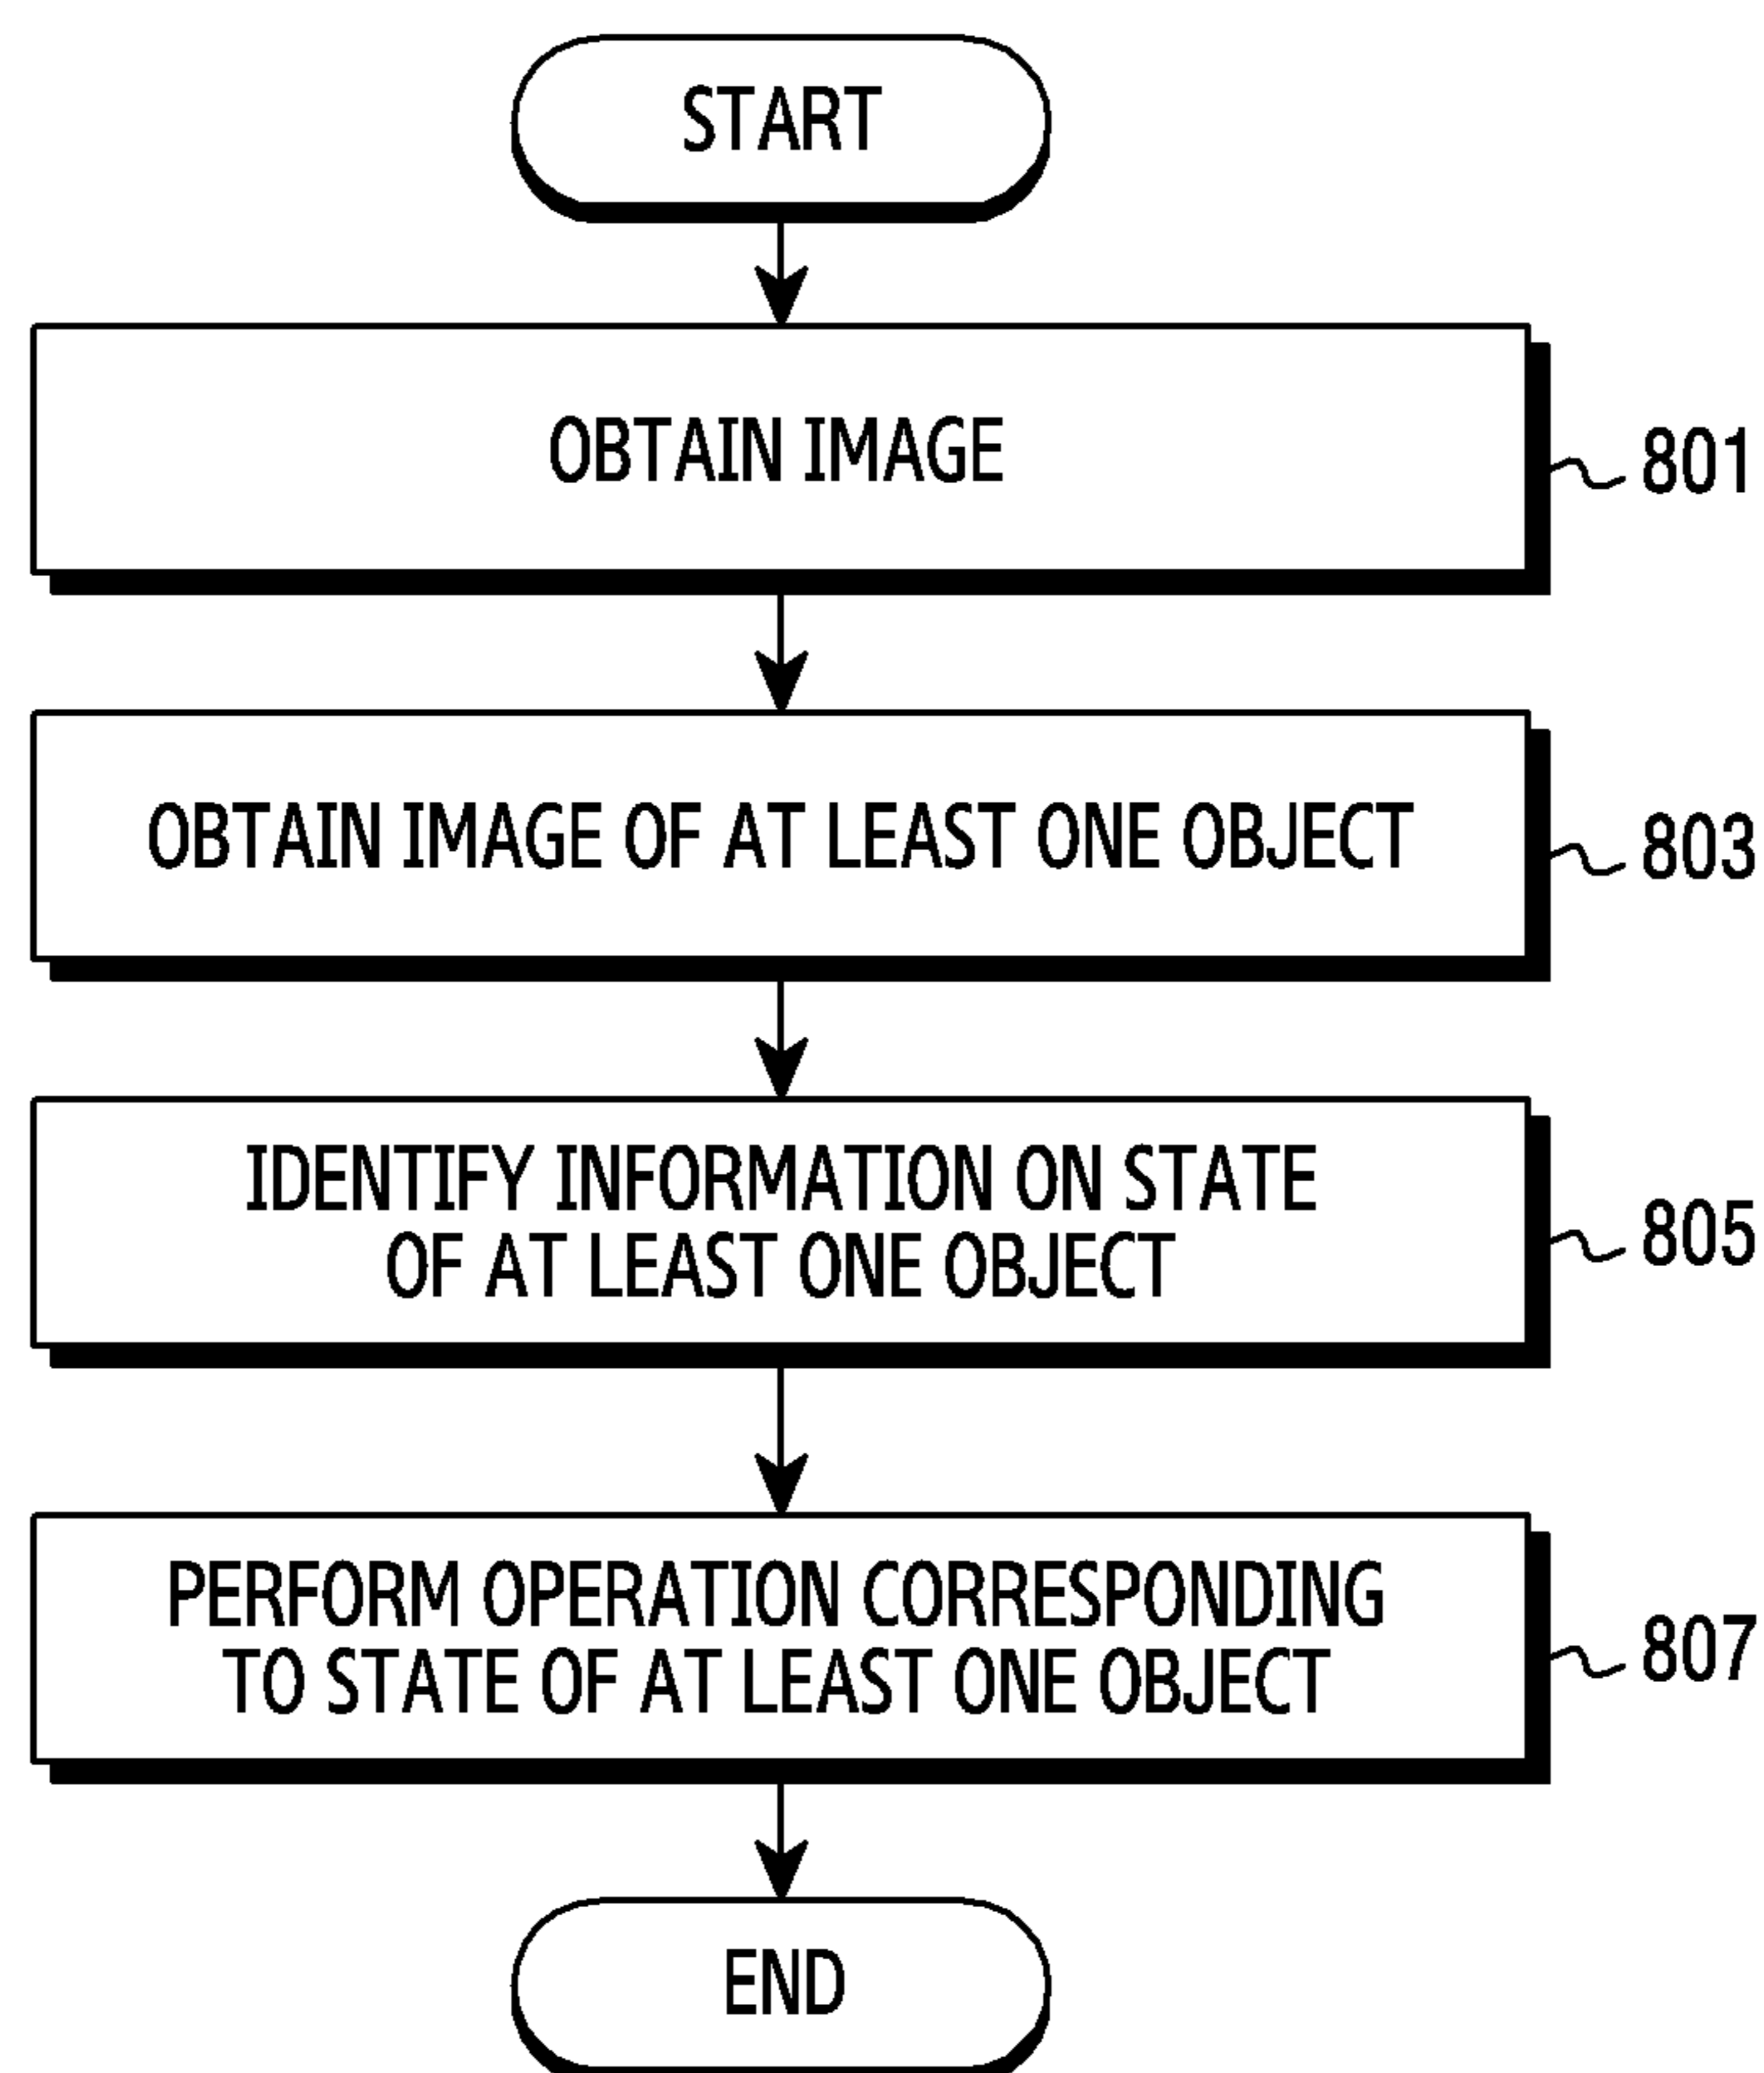 START
OBTAIN IMAGE
801
OBTAIN IMAGE OF AT LEAST ONE OBJECT
803
IDENTIFY INFORMATION ON STATE
OF AT LEAST ONE OBJECT
805
PERFORM OPERATION CORRESPONDING
TO STATE OF AT LEAST ONE OBJECT
807
END